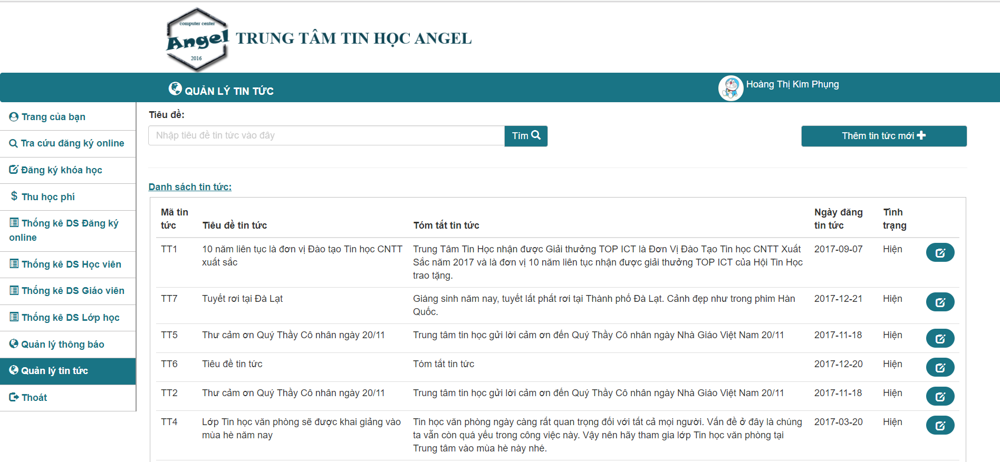 computer center
Angel
2016
TRUNG TÂM TIN HỌC ANGEL
QUẢN LÝ TIN TỨC
Hoàng Thị Kim Phụng
Trang của bạn
Tra cứu đăng ký online
Đăng ký khóa học
Thu học phí
Thống kê DS Đăng ký
online
Thống kê DS Học viên
Thống kê DS Giáo viên
Thống kê DS Lớp học
Quản lý thông báo
Quản lý tin tức
Thoát
Tiêu đề:
Nhập tiêu đề tin tức vào đây
Tìm
Thêm tin tức mới
Danh sách tin tức:
Mã tin
tức
Tiêu đề tin tức
Tóm tắt tin tức
Ngày đăng
tin tức
Tình
trạng
TT1
10 năm liên tục là đơn vị Đào tạo Tin học CNTT
xuất sắc
Trung Tâm Tin Học nhận được Giải thưởng TOP ICT là Đơn Vị Đào Tạo Tin học CNTT Xuất
Sắc năm 2017 và là đơn vị 10 năm liên tục nhận được giải thưởng TOP ICT của Hội Tin Học
trao tặng.
2017-09-07
Hiện
TT7
Tuyết rơi tại Đà Lạt
Giáng sinh năm nay, tuyết lất phất rơi tại Thành phố Đà Lạt. Cảnh đẹp như trong phim Hàn
Quốc.
2017-12-21
Hiện
TT5
Thư cảm ơn Quý Thầy Cô nhân ngày 20/11
Trung tâm tin học gửi lời cảm ơn đến Quý Thầy Cô nhân ngày Nhà Giáo Việt Nam 20/11
2017-11-18
Hiện
TT6
Tiêu đề tin tức
Tóm tắt tin tức
2017-12-20
Hiện
TT2
Thư cảm ơn Quý Thầy Cô nhân ngày 20/11
Trung tâm tin học gửi lời cảm ơn đến Quý Thầy Cô nhân ngày Nhà Giáo Việt Nam 20/11
2017-11-18
Hiện
TT4
Lớp Tin học văn phòng sẽ được khai giảng vào
mùa hè năm nay
Tin học văn phòng ngày càng rất quan trọng đối với tất cả mọi người. Vấn đề ở đây là chúng
ta vẫn còn quá yếu trong công việc này. Vậy nên hãy tham gia lớp Tin học văn phòng tại
Trung tâm vào mùa hè này nhé.
2017-03-20
Hiện